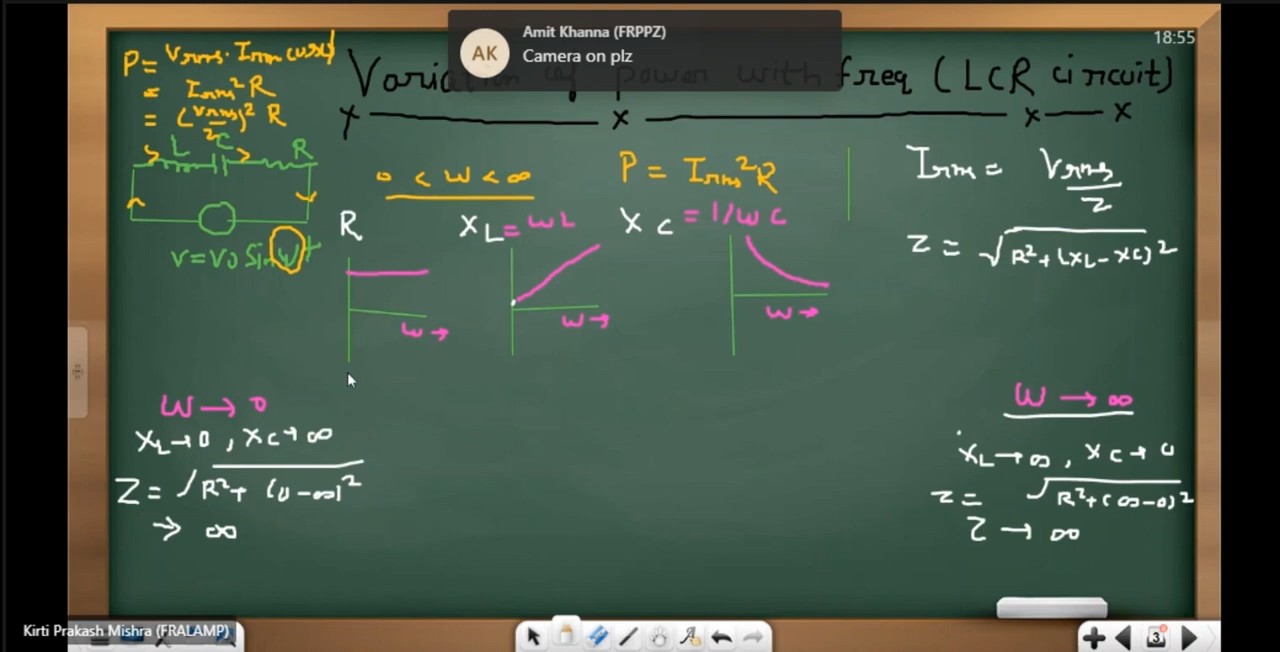 Amit Khanna (FRPPZ)
AK
Camera on plz
18:55
Variation of power with freq (LCR circuit)
x x x x
P = Vrms. Irms cosφ
= Irms² R
= (Vrms/Z)² R
L C R
V = V0 Sin ωt
0 < ω < ∞
P = Irms² R
Irms = Vrms/Z
Z = √R² + (XL - XC)²
R
XL = ωL
XC = 1/ωC
ω →
ω →
ω →
ω → 0
XL → 0 , XC → ∞
Z = √R² + (0 - ∞)²
→ ∞
ω → ∞
XL → ∞ , XC → 0
Z = √R² + (∞ - 0)²
Z → ∞
Kirti Prakash Mishra (FRALAMP)
3